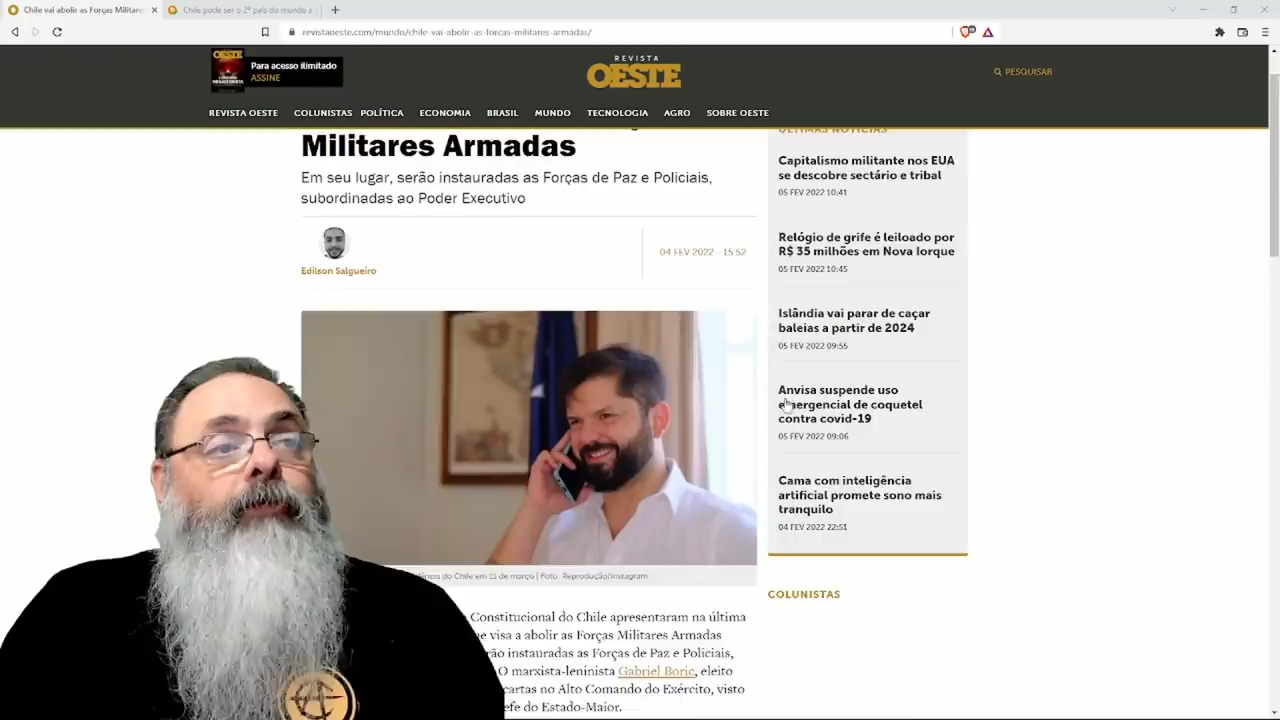 Chile vai abolir as Forças Militare
Chile pode ser o 2º país do mundo a
revistaoeste.com/mundo/chile-vai-abolir-as-forcas-militares-armadas/
OESTE
Para acesso ilimitado
ASSINE
REVISTA
OESTE
PESQUISAR
REVISTA OESTE COLUNISTAS POLÍTICA ECONOMIA BRASIL MUNDO TECNOLOGIA AGRO SOBRE OESTE
Militares Armadas
Em seu lugar, serão instauradas as Forças de Paz e Policiais,
subordinadas ao Poder Executivo
Edilson Salgueiro
04 FEV 2022 - 15:52
do Chile em 11 de março | Foto: Reprodução/Instagram
Constitucional do Chile apresentaram na última
visa a abolir as Forças Militares Armadas
instauradas as Forças de Paz e Policiais,
O marxista-leninista Gabriel Boric, eleito
cartas no Alto Comando do Exército, visto
do Estado-Maior.
ÚLTIMAS NOTÍCIAS
Capitalismo militante nos EUA
se descobre sectário e tribal
05 FEV 2022 10:41
Relógio de grife é leiloado por
R$ 35 milhões em Nova Iorque
05 FEV 2022 10:45
Islândia vai parar de caçar
baleias a partir de 2024
05 FEV 2022 09:55
Anvisa suspende uso
emergencial de coquetel
contra covid-19
05 FEV 2022 09:06
Cama com inteligência
artificial promete sono mais
tranquilo
04 FEV 2022 22:51
COLUNISTAS